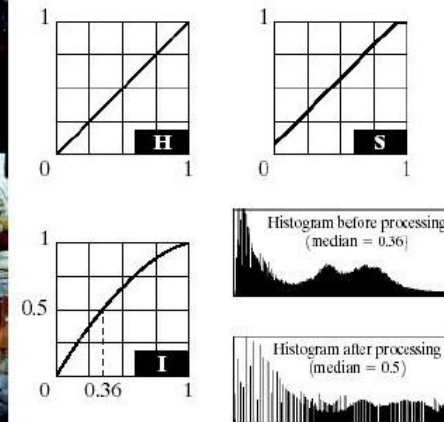 1
H
0
1
1
S
0
1
1
0.5
I
0
0.36
1
Histogram before processing
(median = 0.36)
Histogram after processing
(median = 0.5)